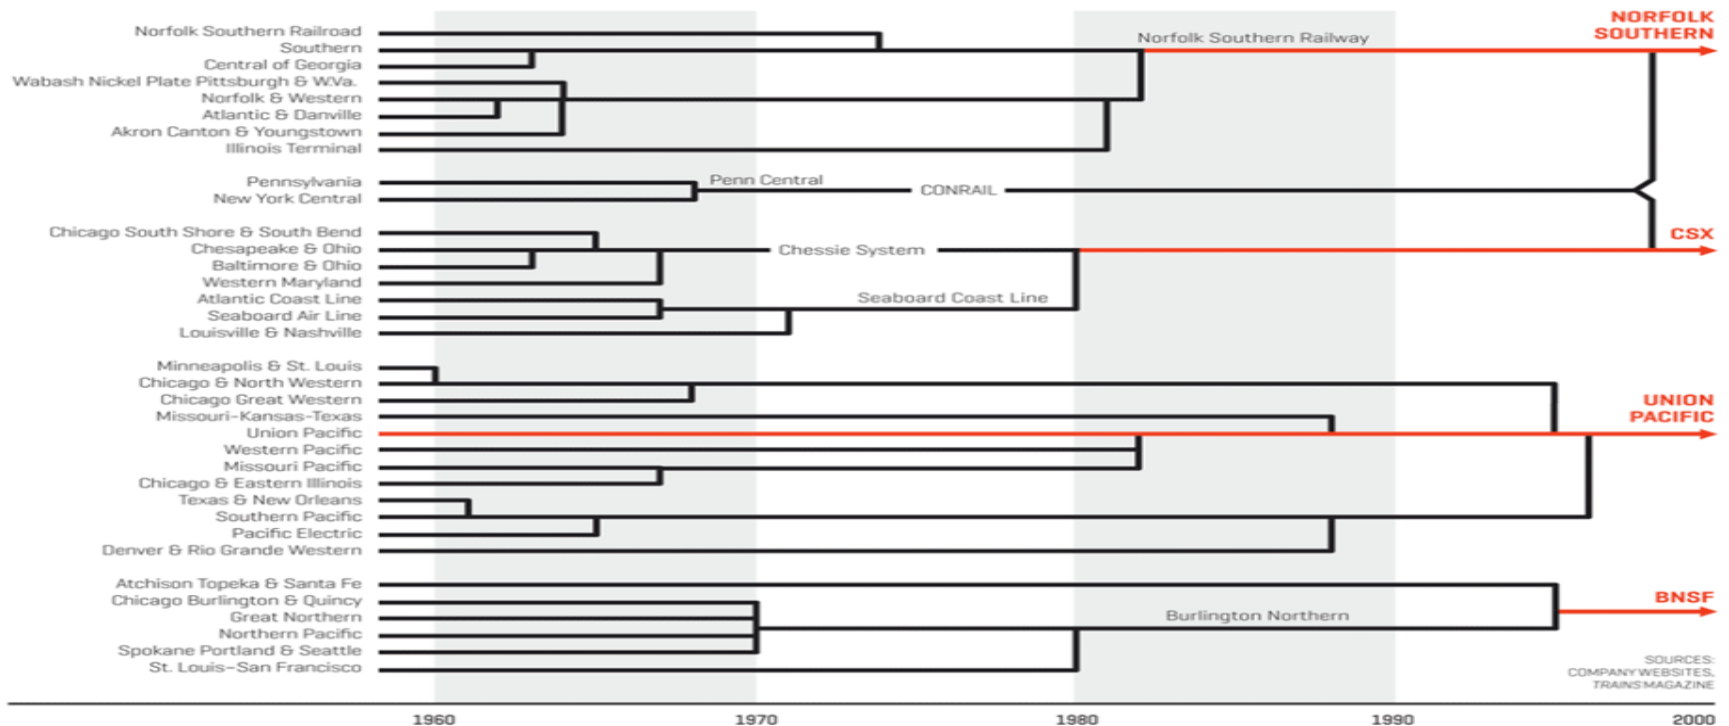 NORFOLK
SOUTHERN
Norfolk Southern Railroad
Southern
Central of Georgia
Wabash Nickel Plate Pittsburgh & W.Va.
Norfolk & Western
Atlantic & Danville
Akron Canton & Youngstown
Illinois Terminal
Norfolk Southern Railway
Pennsylvania
New York Central
Penn Central
CONRAIL
CSX
Chicago South Shore & South Bend
Chesapeake & Ohio
Baltimore & Ohio
Western Maryland
Atlantic Coast Line
Seaboard Air Line
Louisville & Nashville
Chessie System
Seaboard Coast Line
Minneapolis & St. Louis
Chicago & North Western
Chicago Great Western
Missouri-Kansas-Texas
Union Pacific
Western Pacific
Missouri Pacific
Chicago & Eastern Illinois
Texas & New Orleans
Southern Pacific
Pacific Electric
Denver & Rio Grande Western
UNION
PACIFIC
Atchison Topeka & Santa Fe
Chicago Burlington & Quincy
Great Northern
Northern Pacific
Spokane Portland & Seattle
St. Louis-San Francisco
Burlington Northern
BNSF
SOURCES:
COMPANY WEBSITES,
TRAINS MAGAZINE
1960 1970 1980 1990 2000